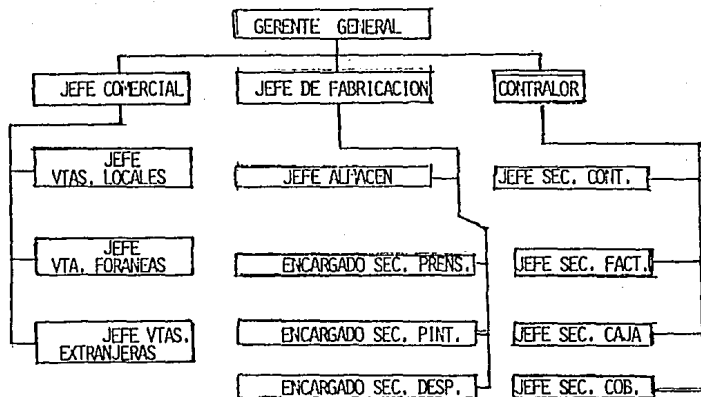 GERENTE GENERAL
JEFE COMERCIAL
JEFE DE FABRICACION
CONTRALOR
JEFE
VTAS. LOCALES
JEFE ALMACEN
JEFE SEC. CONT.
JEFE
VTA. FORANEAS
ENCARGADO SEC. PRENS.
JEFE SEC. FACT.
JEFE VTAS.
EXTRANJERAS
ENCARGADO SEC. PINT.
JEFE SEC. CAJA
ENCARGADO SEC. DESP.
JEFE SEC. COB.